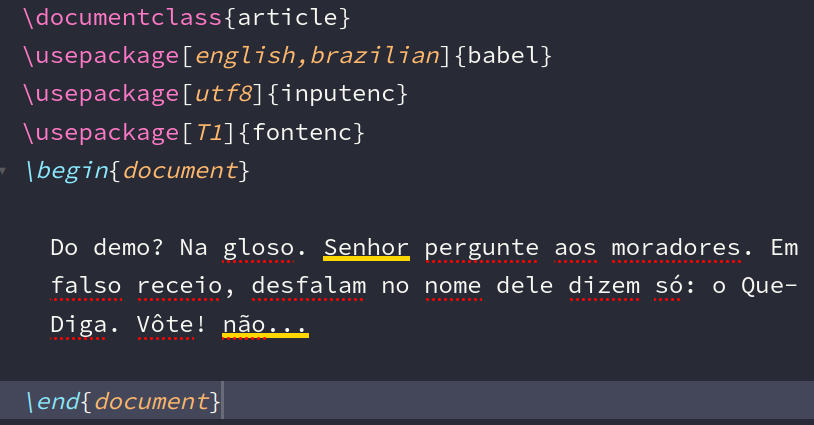 \documentclass{article}
\usepackage[english,brazilian]{babel}
\usepackage[utf8]{inputenc}
\usepackage[T1]{fontenc}
\begin{document}
Do demo? Na gloso. Senhor pergunte aos moradores. Em
falso receio, desfalam no nome dele dizem só: o Que-
Diga. Vôte! não...
\end{document}